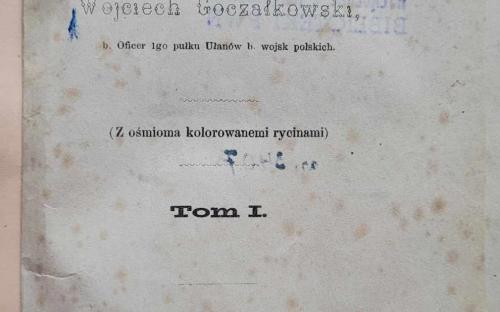 Wojciech Goczałkowski,
b. Oficer 1go pułku Ułanów b. wojsk polskich.
(Z ośmioma kolorowanemi rycinami)
Tom I.